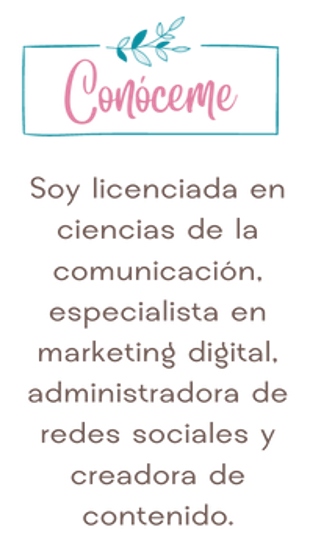 Conóceme
Soy licenciada en
ciencias de la
comunicación,
especialista en
marketing digital,
administradora de
redes sociales y
creadora de
contenido.